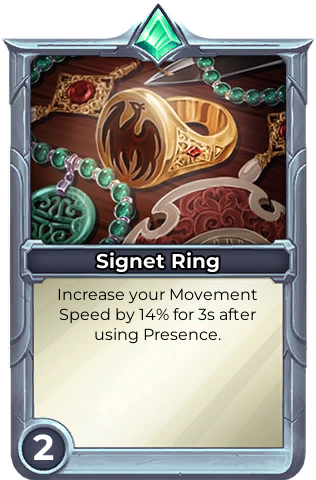 Signet Ring
Increase your Movement
Speed by 14% for 3s after
using Presence.
2